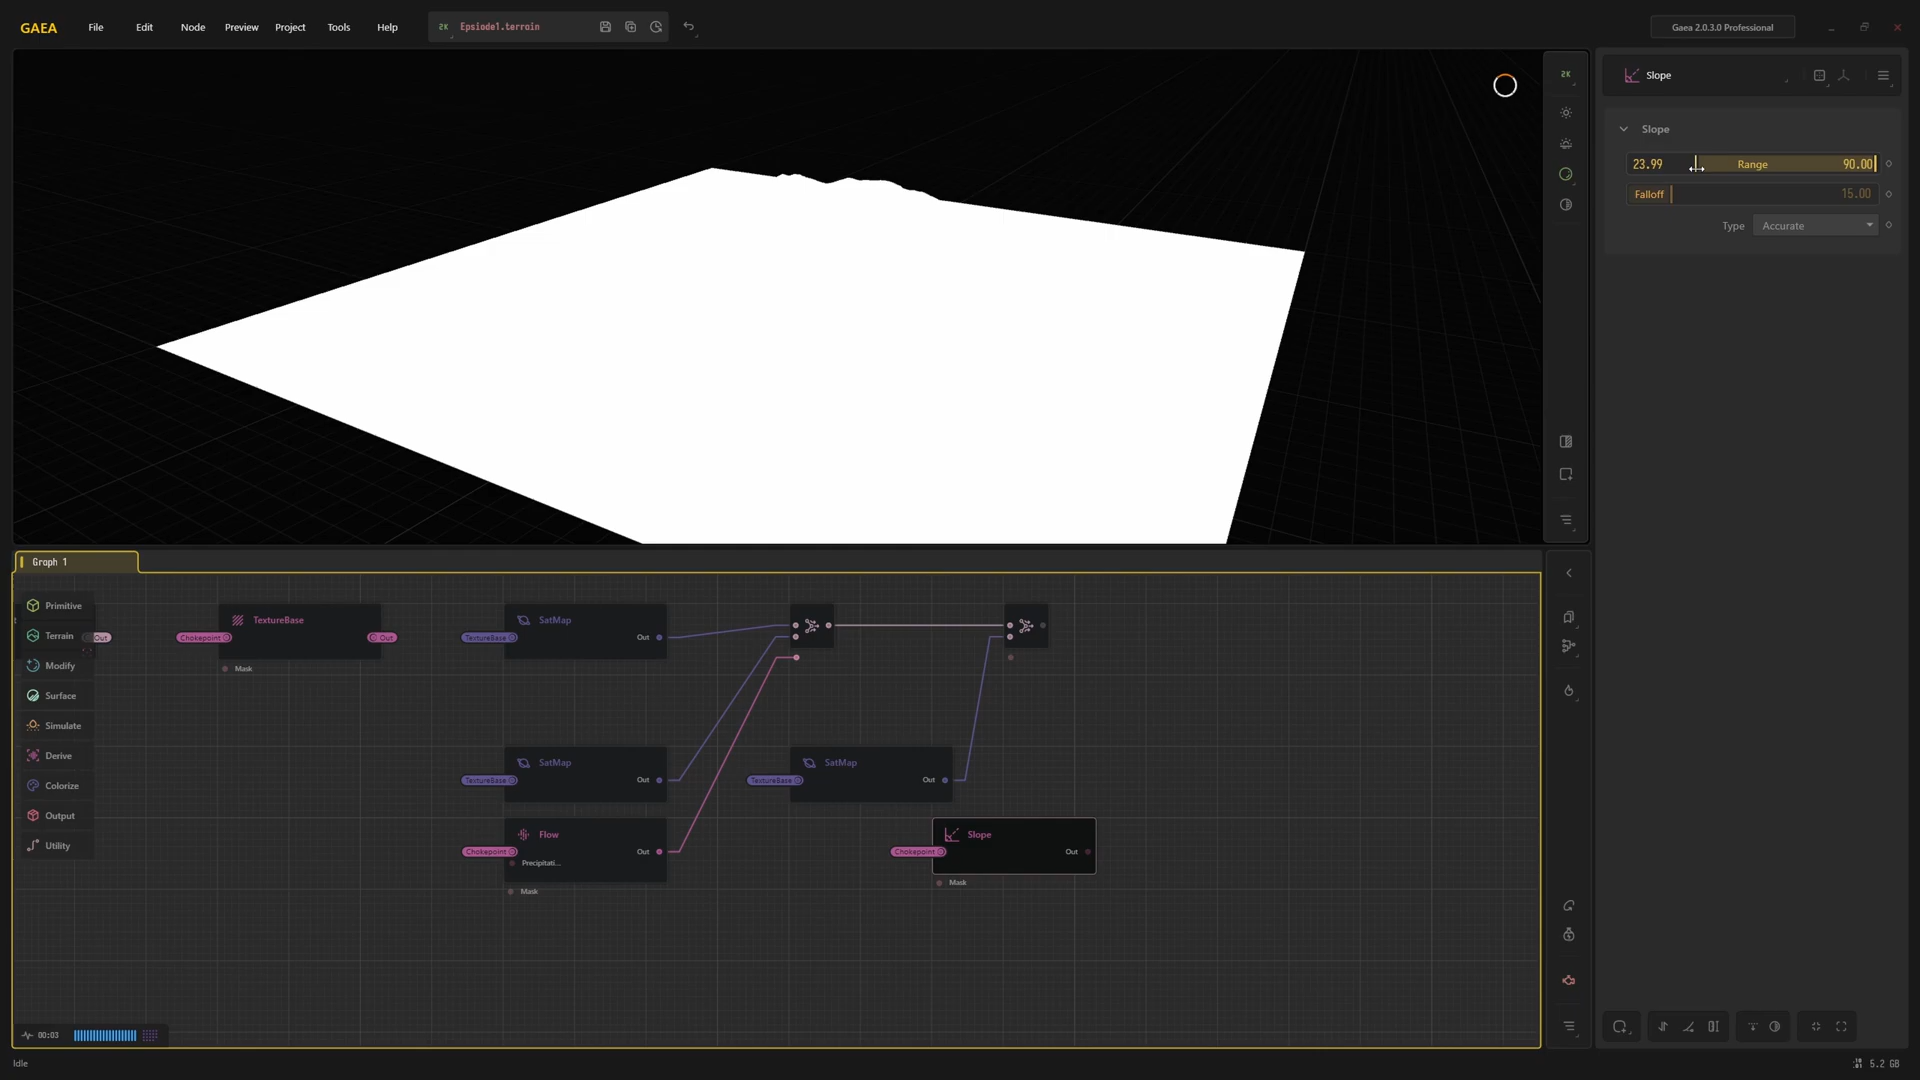 GAEA File Edit Node Preview Project Tools Help 2K Epsiode1.terrain Gaea 2.0.3.0 Professional
2K
Slope
Slope
23.99 Range 90.00
Falloff 15.00
Type Accurate
Graph 1
Primitive
Terrain
Modify
Surface
Simulate
Derive
Colorize
Output
Utility
t
Out
TextureBase
Chokepoint Out
Mask
SatMap
TextureBase Out
SatMap
TextureBase Out
SatMap
TextureBase Out
Flow
Chokepoint Out
Precipitati...
Mask
Slope
Chokepoint Out
Mask
00:03
Idle
5.2 GB